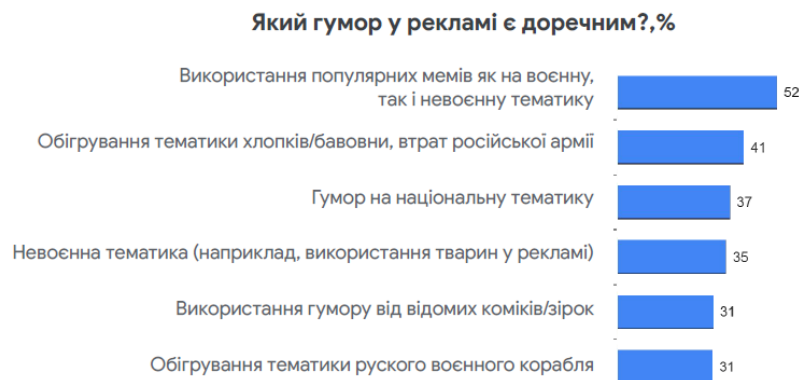 Який гумор у рекламі є доречним?,%
Використання популярних мемів як на воєнну,
так і невоєнну тематику
52
Обігрування тематики хлопків/бавовни, втрат російської армії
41
Гумор на національну тематику
37
Невоєнна тематика (наприклад, використання тварин у рекламі)
35
Використання гумору від відомих коміків/зірок
31
Обігрування тематики руского воєнного корабля
31